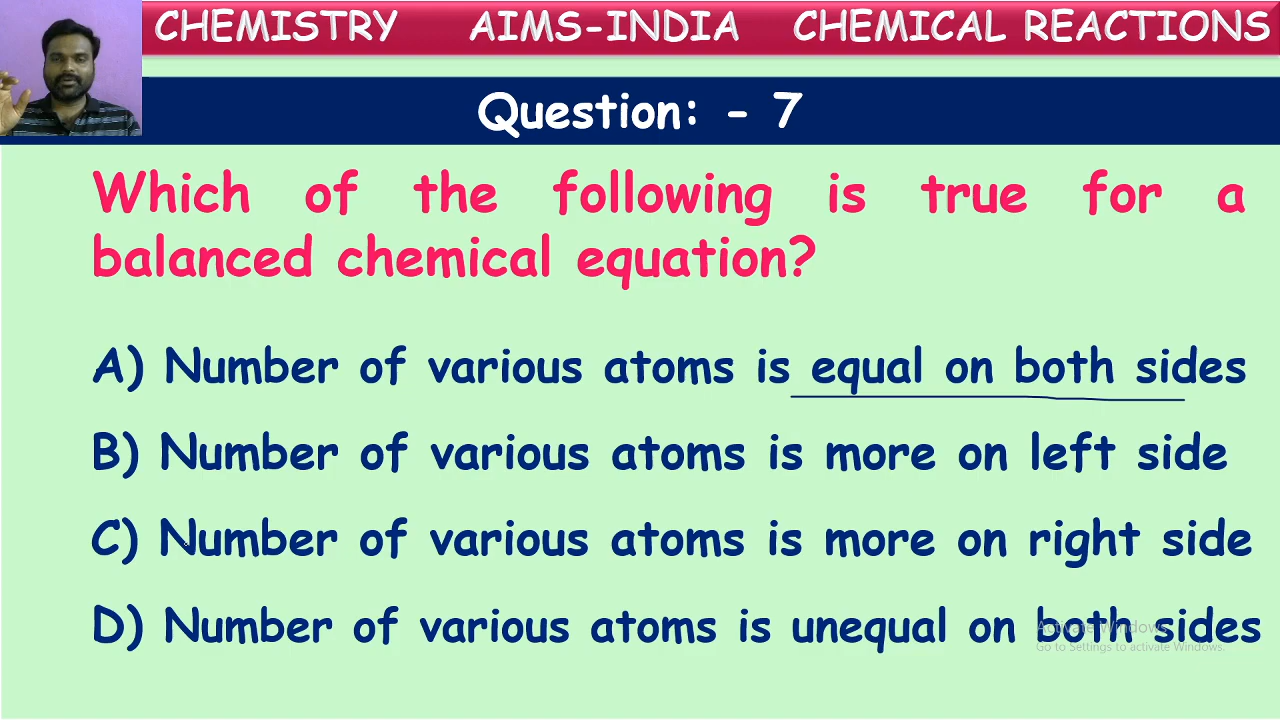 CHEMISTRY AIMS-INDIA CHEMICAL REACTIONS
Question: - 7
Which of the following is true for a
balanced chemical equation?
A) Number of various atoms is equal on both sides
B) Number of various atoms is more on left side
C) Number of various atoms is more on right side
D) Number of various atoms is unequal on both sides
Activate Windows
Go to Settings to activate Windows.